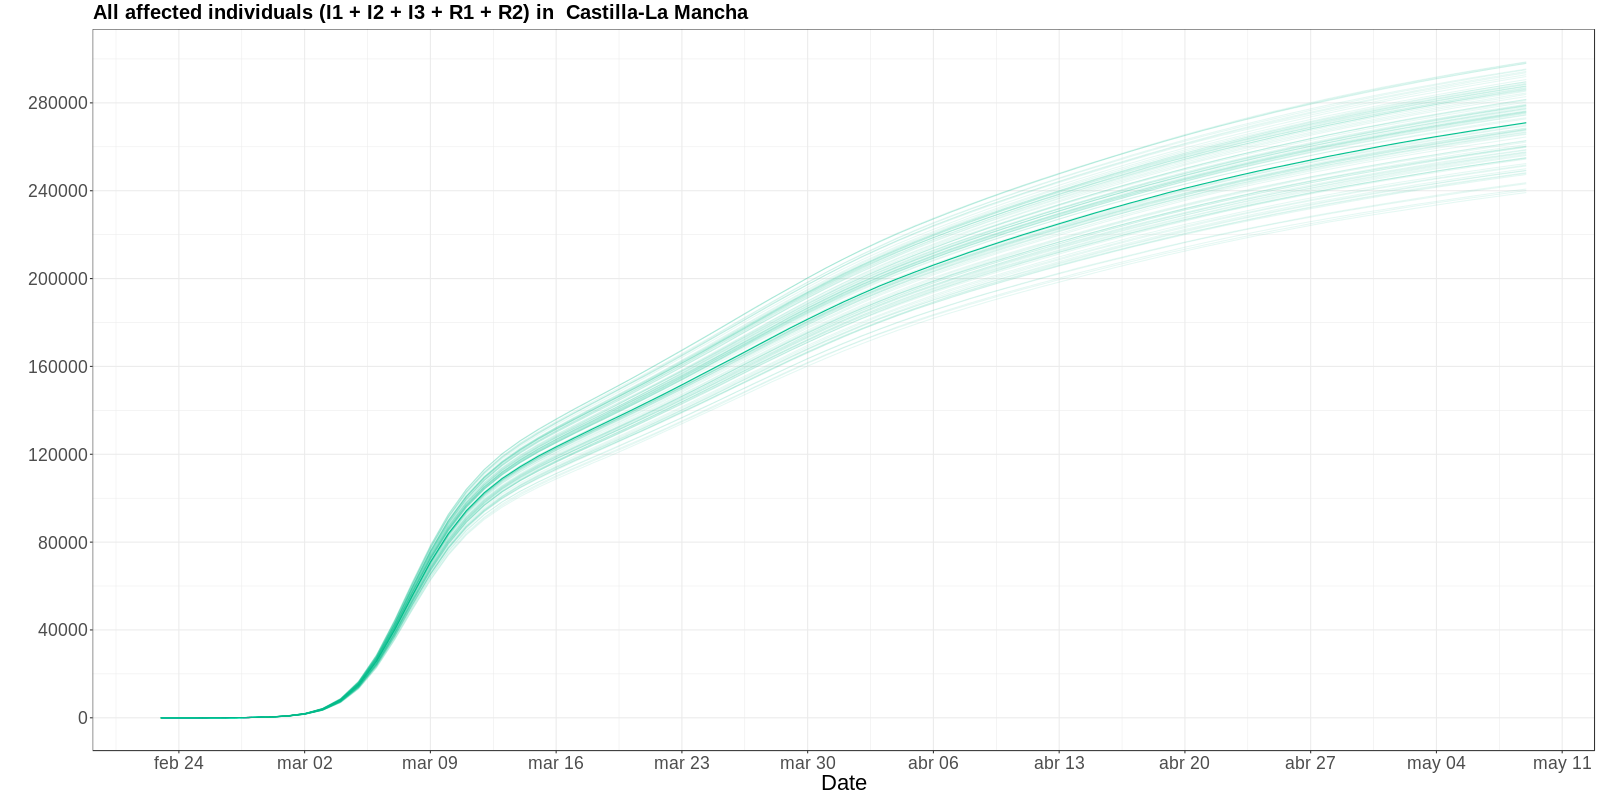 All affected individuals (I1 + I2 + I3 + R1 + R2) in  Castilla-La Mancha
280000
240000
200000
160000
120000
80000
40000
0
feb 24 mar 02 mar 09 mar 16 mar 23 mar 30 abr 06 abr 13 abr 20 abr 27 may 04 may 11
Date